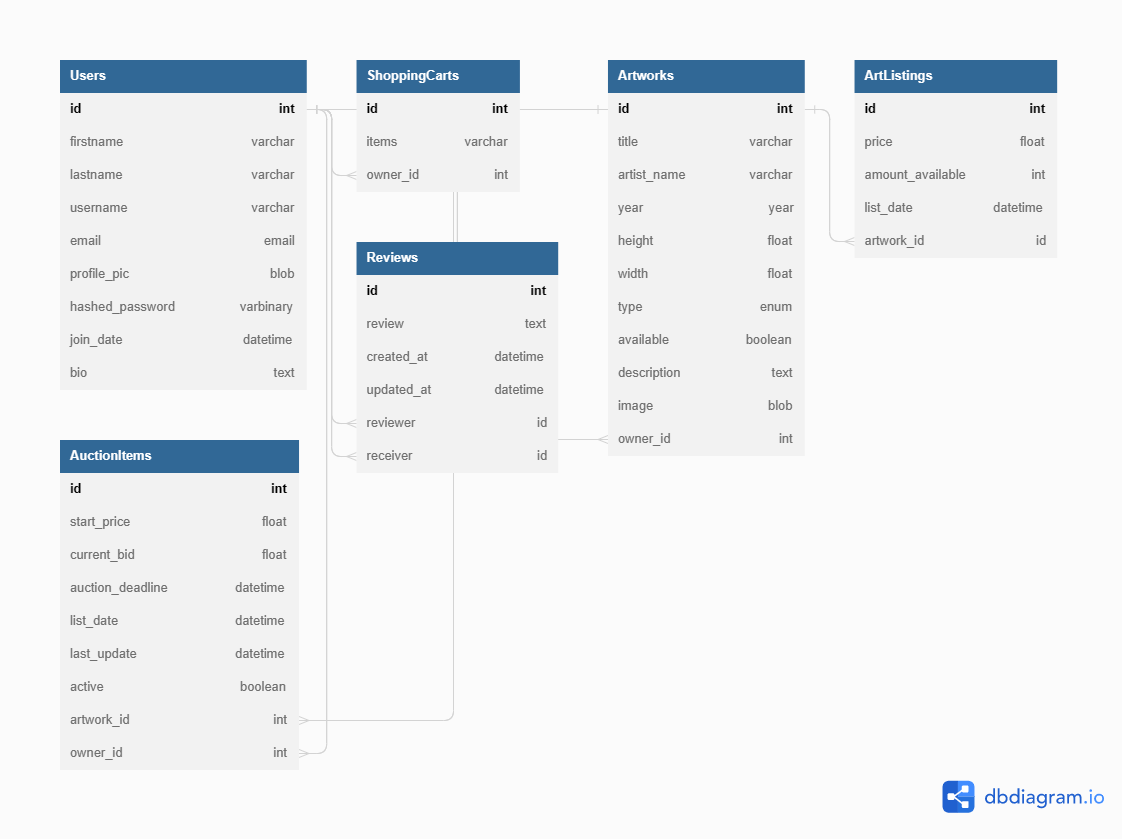 Users
id int
firstname varchar
lastname varchar
username varchar
email email
profile_pic blob
hashed_password varbinary
join_date datetime
bio text
ShoppingCarts
id int
items varchar
owner_id int
Reviews
id int
review text
created_at datetime
updated_at datetime
reviewer id
receiver id
Artworks
id int
title varchar
artist_name varchar
year year
height float
width float
type enum
available boolean
description text
image blob
owner_id int
ArtListings
id int
price float
amount_available int
list_date datetime
artwork_id id
AuctionItems
id int
start_price float
current_bid float
auction_deadline datetime
list_date datetime
last_update datetime
active boolean
artwork_id int
owner_id int
dbdiagram.io